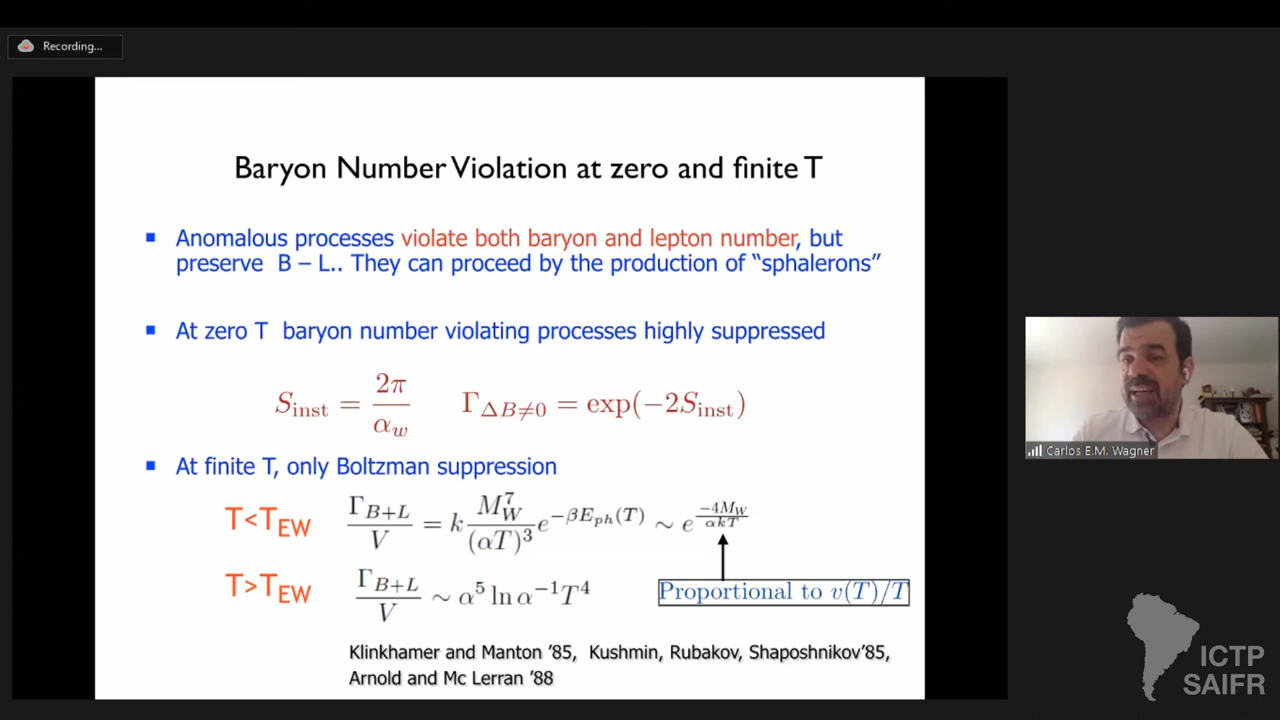 Recording...
Baryon Number Violation at zero and finite T
Anomalous processes violate both baryon and lepton number, but
preserve B – L.. They can proceed by the production of “sphalerons”
At zero T baryon number violating processes highly suppressed
S_inst = 2π/α_w    Γ_ΔB≠0 = exp(−2S_inst)
At finite T, only Boltzman suppression
T<T_EW    Γ_B+L/V = k M_W^7/(αT)^3 e^{−βE_ph(T)} ∼ e^{−4M_W/αkT}
T>T_EW    Γ_B+L/V ∼ α^5 ln α^−1 T^4
Proportional to v(T)/T
Klinkhamer and Manton ’85, Kushmin, Rubakov, Shaposhnikov’85,
Arnold and Mc Lerran ’88
Carlos E.M. Wagner
ICTP
SAIFR